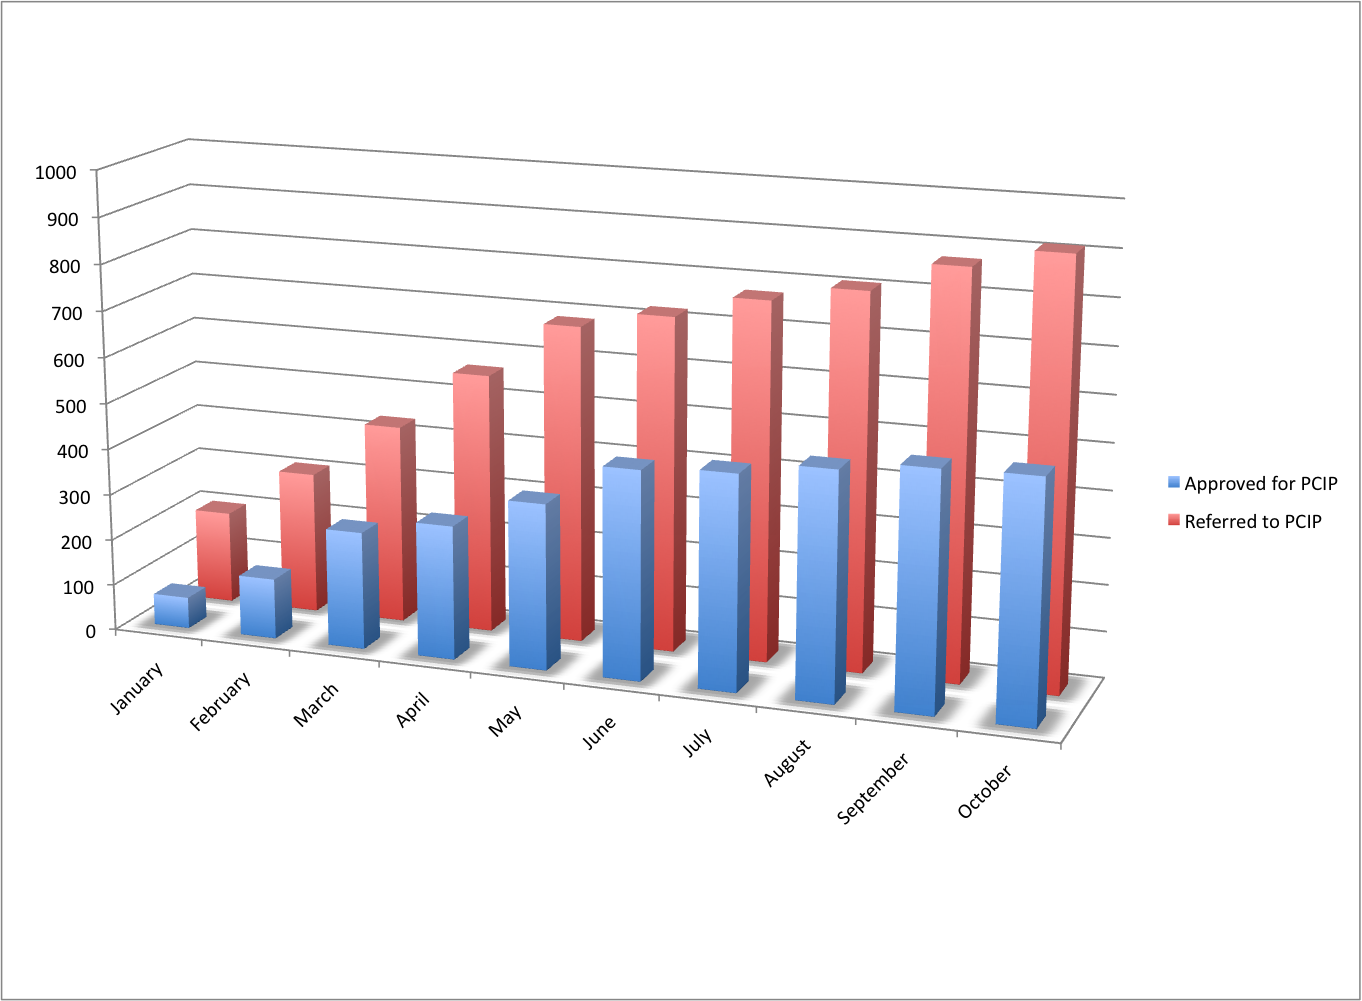 1000
900
800
700
600
500
400
300
200
100
0
January
February
March
April
May
June
July
August
September
October
Approved for PCIP
Referred to PCIP